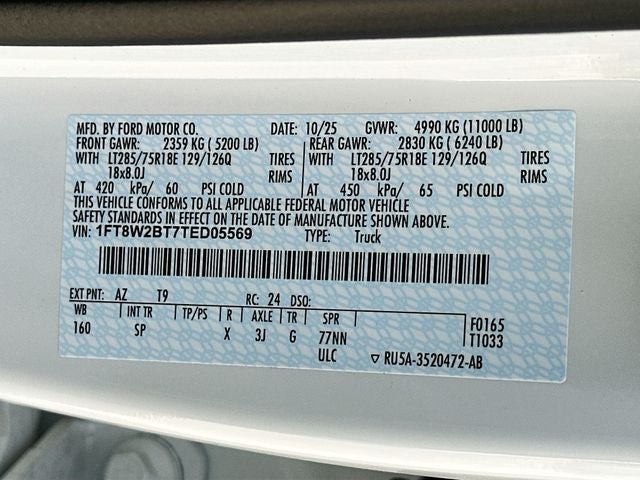 MFD. BY FORD MOTOR CO. DATE: 10/25 GVWR: 4990 KG (11000 LB)
FRONT GAWR: 2359 KG ( 5200 LB) REAR GAWR: 2830 KG ( 6240 LB)
WITH LT285/75R18E 129/126Q TIRES WITH LT285/75R18E 129/126Q TIRES
18x8.0J RIMS 18x8.0J RIMS
AT 420 kPa/ 60 PSI COLD AT 450 kPa/ 65 PSI COLD
THIS VEHICLE CONFORMS TO ALL APPLICABLE FEDERAL MOTOR VEHICLE
SAFETY STANDARDS IN EFFECT ON THE DATE OF MANUFACTURE SHOWN ABOVE.
VIN: 1FT8W2BT7TED05569 TYPE: Truck
EXT PNT: AZ T9 RC: 24 DSO:
WB INT TR TP/PS R AXLE TR SPR F0165
160 SP X 3J G 77NN T1033
ULC RU5A-3520472-AB